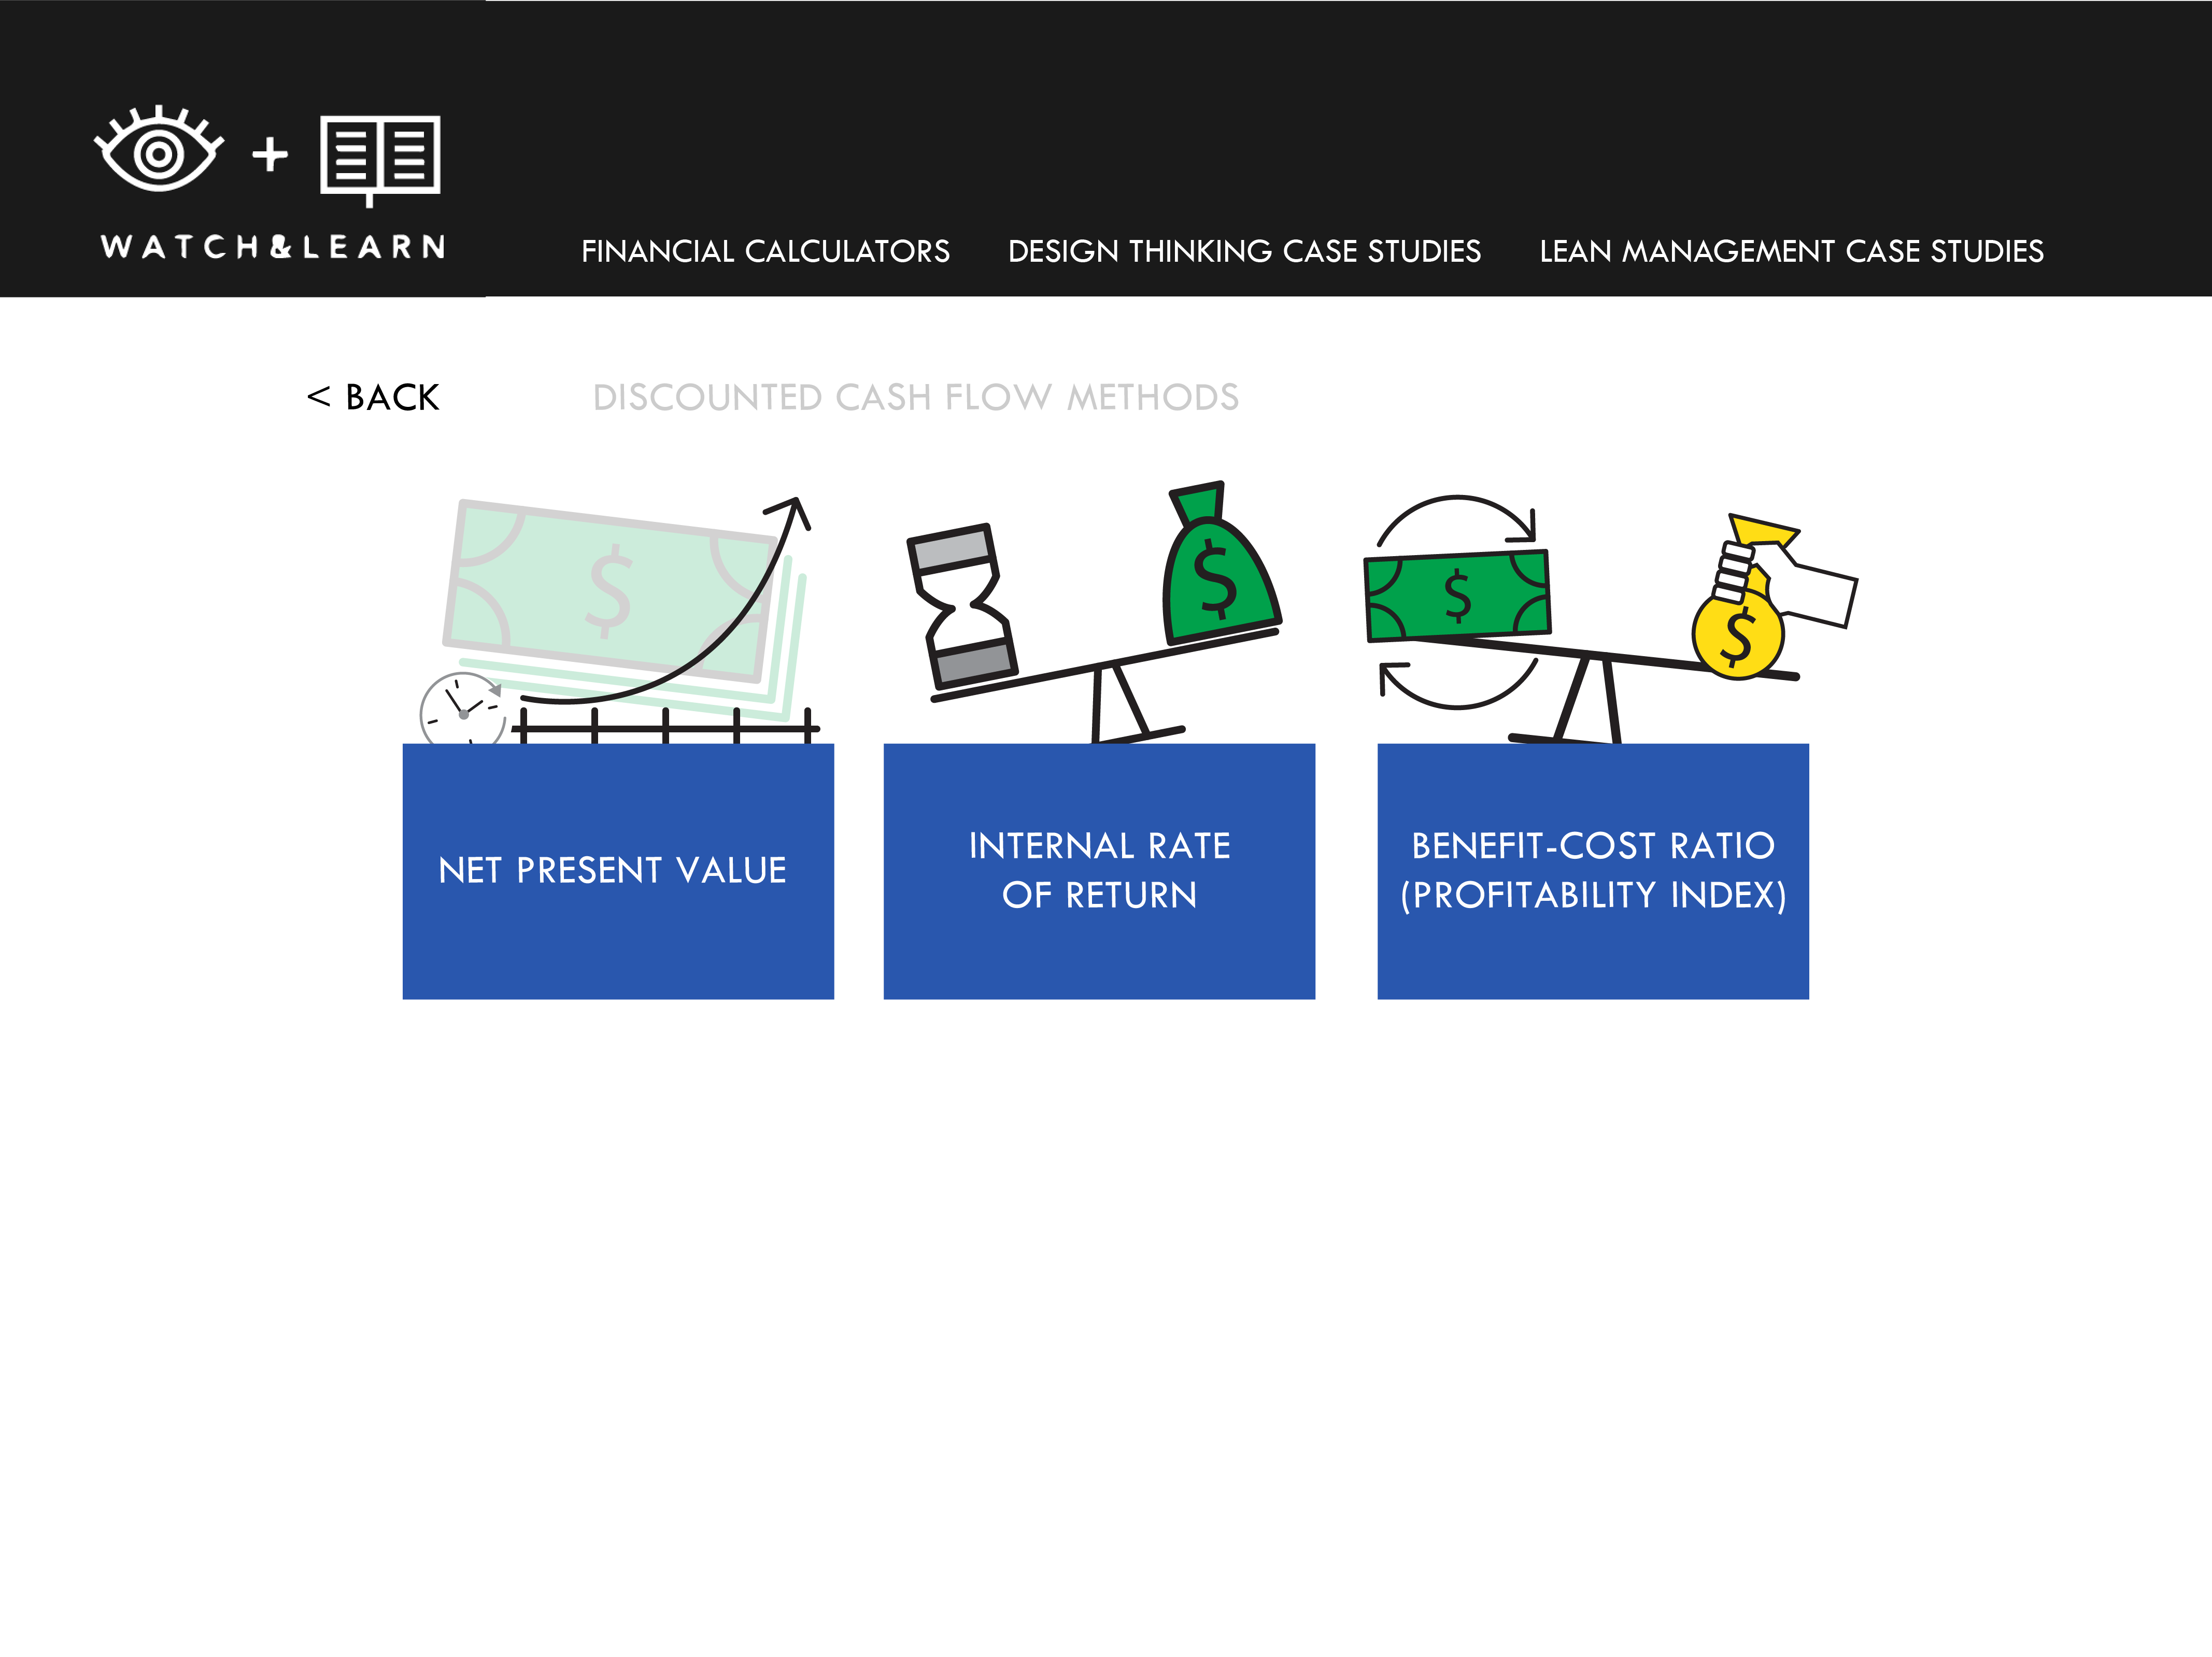 WATCH&LEARN
FINANCIAL CALCULATORS
DESIGN THINKING CASE STUDIES
LEAN MANAGEMENT CASE STUDIES
< BACK
DISCOUNTED CASH FLOW METHODS
$
$
$
$
NET PRESENT VALUE
INTERNAL RATE
OF RETURN
BENEFIT-COST RATIO
(PROFITABILITY INDEX)